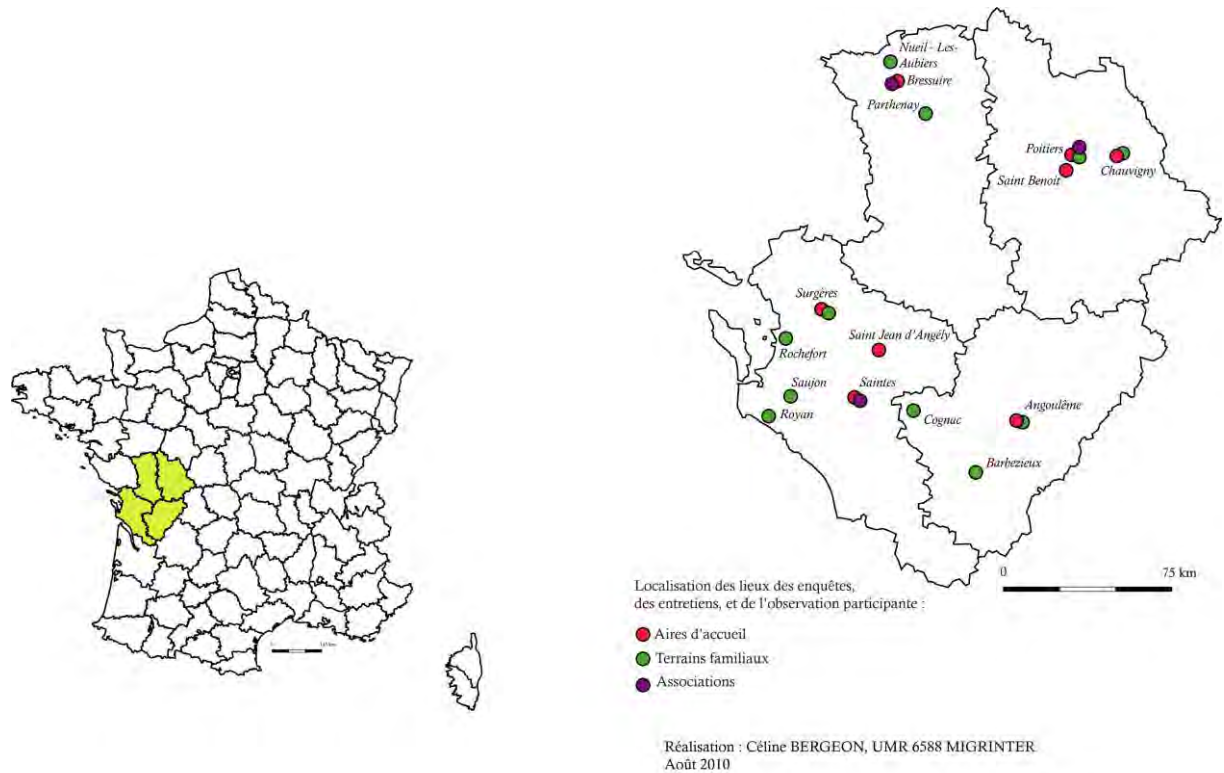 Nueil - Les-
Aubiers
Bressuire
Parthenay
Poitiers
Saint Benoit
Chauvigny
Surgères
Saint Jean d'Angély
Rochefort
Saujon
Saintes
Royan
Cognac
Angoulême
Barbezieux
0 75 km
Localisation des lieux des enquêtes,
des entretiens, et de l'observation participante :
Aires d'accueil
Terrains familiaux
Associations
Réalisation : Céline BERGEON, UMR 6588 MIGRINTER
Août 2010